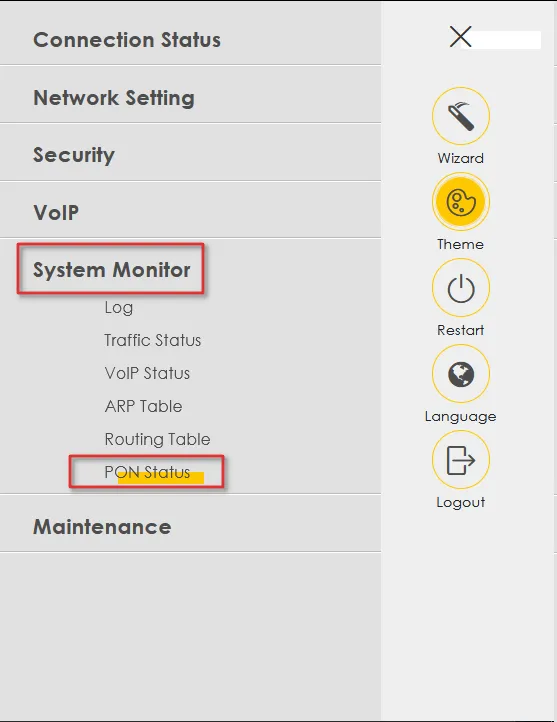 Connection Status
Network Setting
Security
VoIP
System Monitor
Log
Traffic Status
VoIP Status
ARP Table
Routing Table
PON Status
Maintenance
Wizard
Theme
Restart
Language
Logout